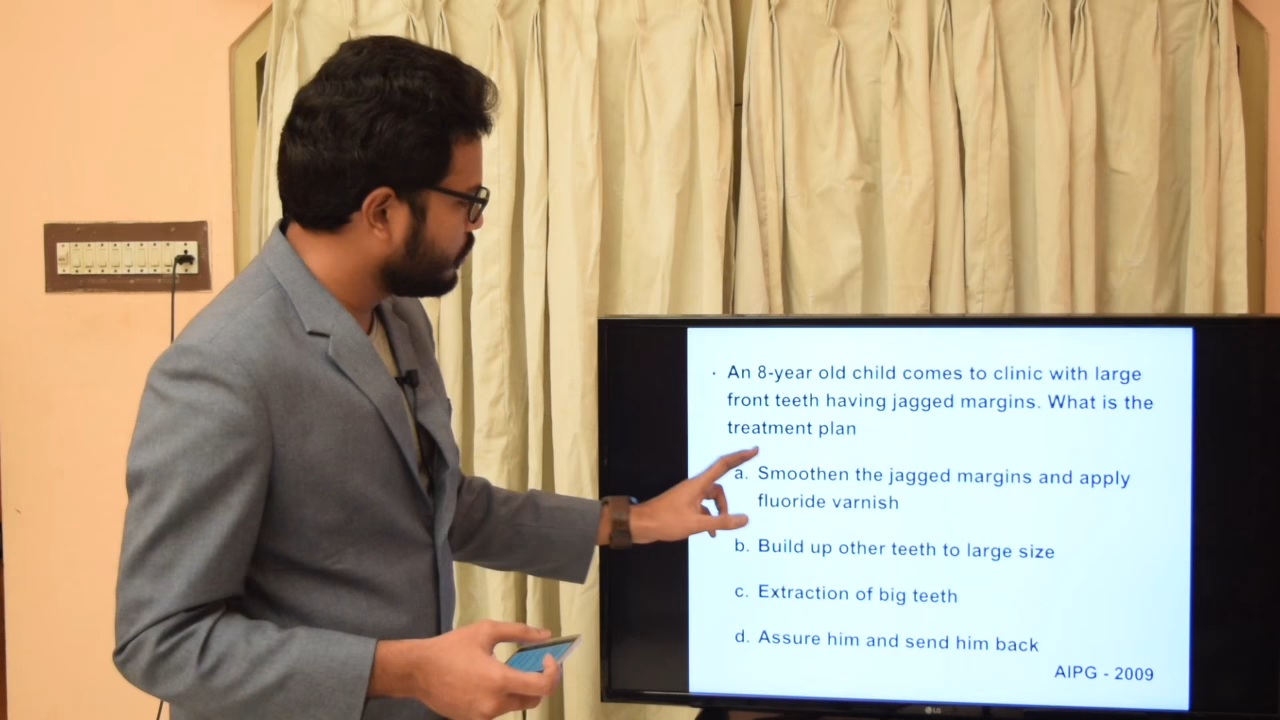 · An 8-year old child comes to clinic with large
front teeth having jagged margins. What is the
treatment plan
a. Smoothen the jagged margins and apply
fluoride varnish
b. Build up other teeth to large size
c. Extraction of big teeth
d. Assure him and send him back
AIPG - 2009
LG